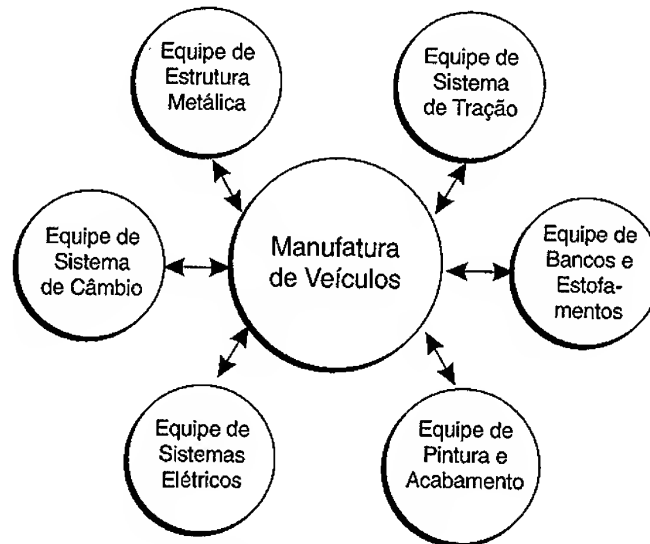 Equipe de
Estrutura
Metálica
Equipe de
Sistema
de Tração
Equipe de
Sistema
de Câmbio
Manufatura
de Veículos
Equipe de
Bancos e
Estofa-
mentos
Equipe de
Sistemas
Elétricos
Equipe de
Pintura e
Acabamento